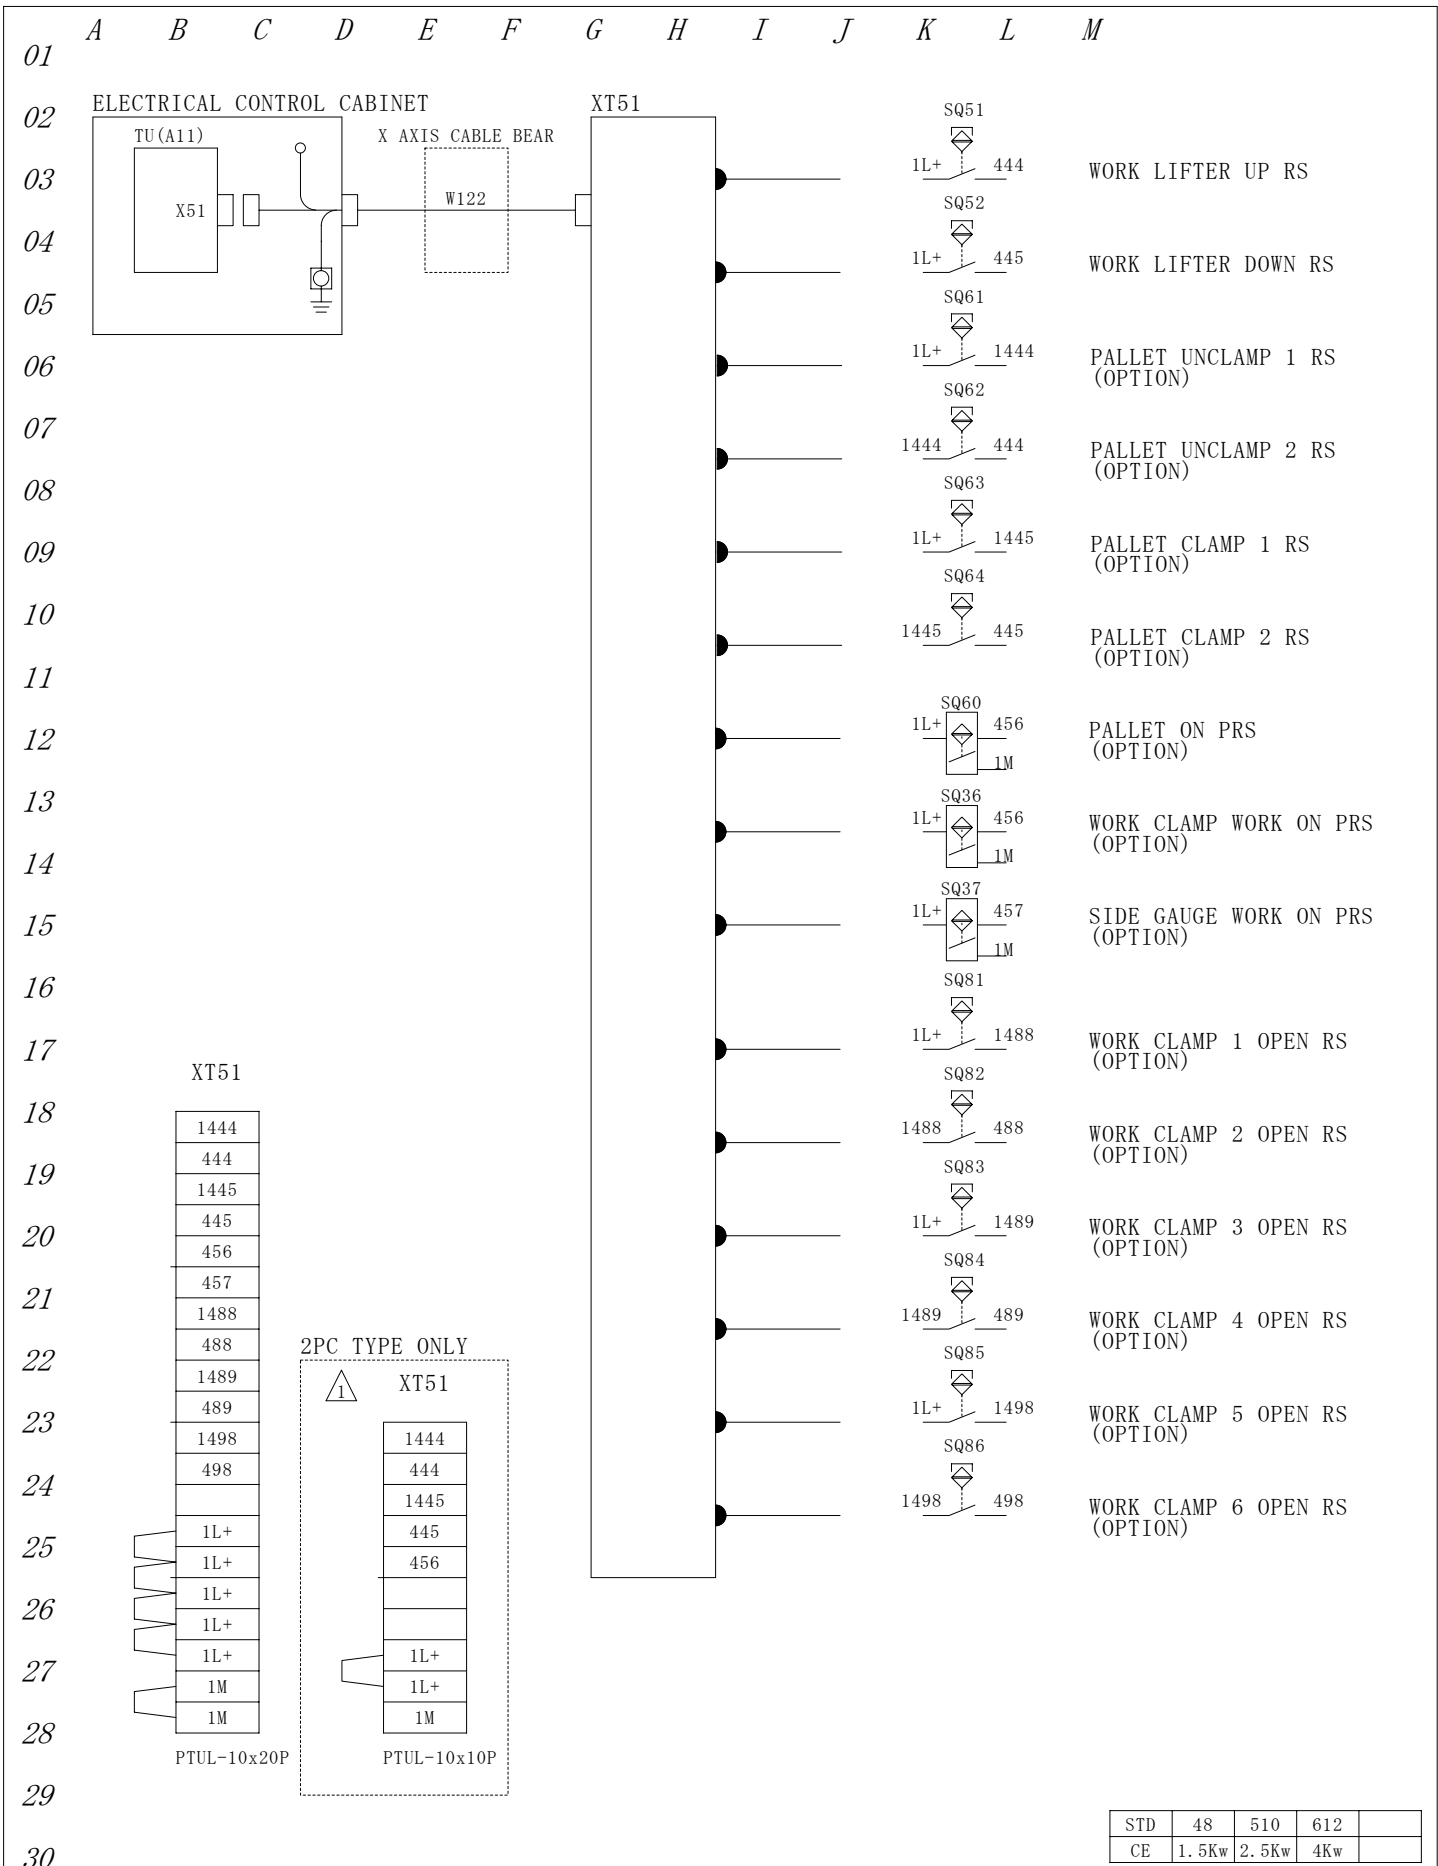 A B C D E F G H I J K L M
01
02
03
04
05
06
07
08
09
10
11
12
13
14
15
16
17
18
19
20
21
22
23
24
25
26
27
28
29
30
ELECTRICAL CONTROL CABINET
TU(A11)
X51
X AXIS CABLE BEAR
W122
XT51
SQ51
1L+ 444 WORK LIFTER UP RS
SQ52
1L+ 445 WORK LIFTER DOWN RS
SQ61
1L+ 1444 PALLET UNCLAMP 1 RS
(OPTION)
SQ62
1444 444 PALLET UNCLAMP 2 RS
(OPTION)
SQ63
1L+ 1445 PALLET CLAMP 1 RS
(OPTION)
SQ64
1445 445 PALLET CLAMP 2 RS
(OPTION)
SQ60
1L+ 456 PALLET ON PRS
(OPTION)
1M
SQ36
1L+ 456 WORK CLAMP WORK ON PRS
(OPTION)
1M
SQ37
1L+ 457 SIDE GAUGE WORK ON PRS
(OPTION)
1M
SQ81
1L+ 1488 WORK CLAMP 1 OPEN RS
(OPTION)
SQ82
1488 488 WORK CLAMP 2 OPEN RS
(OPTION)
SQ83
1L+ 1489 WORK CLAMP 3 OPEN RS
(OPTION)
SQ84
1489 489 WORK CLAMP 4 OPEN RS
(OPTION)
SQ85
1L+ 1498 WORK CLAMP 5 OPEN RS
(OPTION)
SQ86
1498 498 WORK CLAMP 6 OPEN RS
(OPTION)
XT51
1444
444
1445
445
456
457
1488
488
1489
489
1498
498
1L+
1L+
1L+
1L+
1L+
1M
1M
PTUL-10x20P
2PC TYPE ONLY
1
XT51
1444
444
1445
445
456
1L+
1L+
1M
PTUL-10x10P
STD 48 510 612
CE 1.5Kw 2.5Kw 4Kw